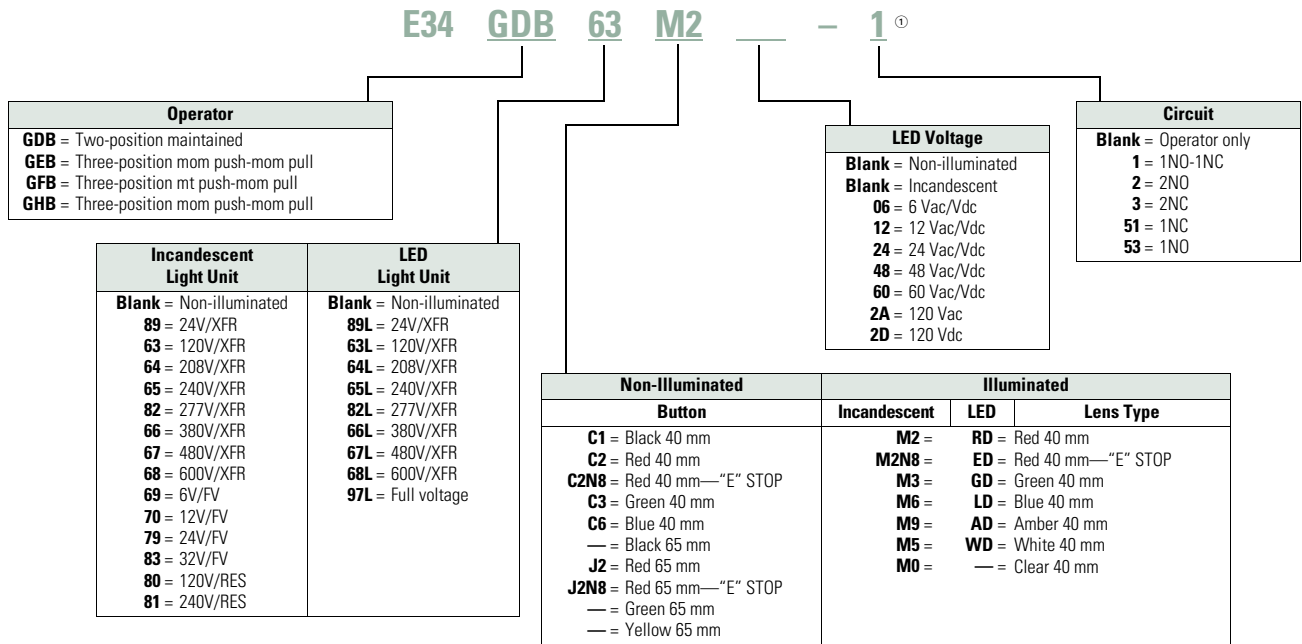 E34 GDB 63 M2 ___ – 1 ①
Operator
GDB = Two-position maintained
GEB = Three-position mom push-mom pull
GFB = Three-position mt push-mom pull
GHB = Three-position mom push-mom pull
Incandescent
Light Unit
Blank = Non-illuminated
89 = 24V/XFR
63 = 120V/XFR
64 = 208V/XFR
65 = 240V/XFR
82 = 277V/XFR
66 = 380V/XFR
67 = 480V/XFR
68 = 600V/XFR
69 = 6V/FV
70 = 12V/FV
79 = 24V/FV
83 = 32V/FV
80 = 120V/RES
81 = 240V/RES
LED
Light Unit
Blank = Non-illuminated
89L = 24V/XFR
63L = 120V/XFR
64L = 208V/XFR
65L = 240V/XFR
82L = 277V/XFR
66L = 380V/XFR
67L = 480V/XFR
68L = 600V/XFR
97L = Full voltage
LED Voltage
Blank = Non-illuminated
Blank = Incandescent
06 = 6 Vac/Vdc
12 = 12 Vac/Vdc
24 = 24 Vac/Vdc
48 = 48 Vac/Vdc
60 = 60 Vac/Vdc
2A = 120 Vac
2D = 120 Vdc
Circuit
Blank = Operator only
1 = 1NO-1NC
2 = 2NO
3 = 2NC
51 = 1NC
53 = 1NO
Non-Illuminated
Button
C1 = Black 40 mm
C2 = Red 40 mm
C2N8 = Red 40 mm—“E” STOP
C3 = Green 40 mm
C6 = Blue 40 mm
— = Black 65 mm
J2 = Red 65 mm
J2N8 = Red 65 mm—“E” STOP
— = Green 65 mm
— = Yellow 65 mm
Illuminated
Incandescent LED Lens Type
M2 = RD = Red 40 mm
M2N8 = ED = Red 40 mm—“E” STOP
M3 = GD = Green 40 mm
M6 = LD = Blue 40 mm
M9 = AD = Amber 40 mm
M5 = WD = White 40 mm
M0 = — = Clear 40 mm